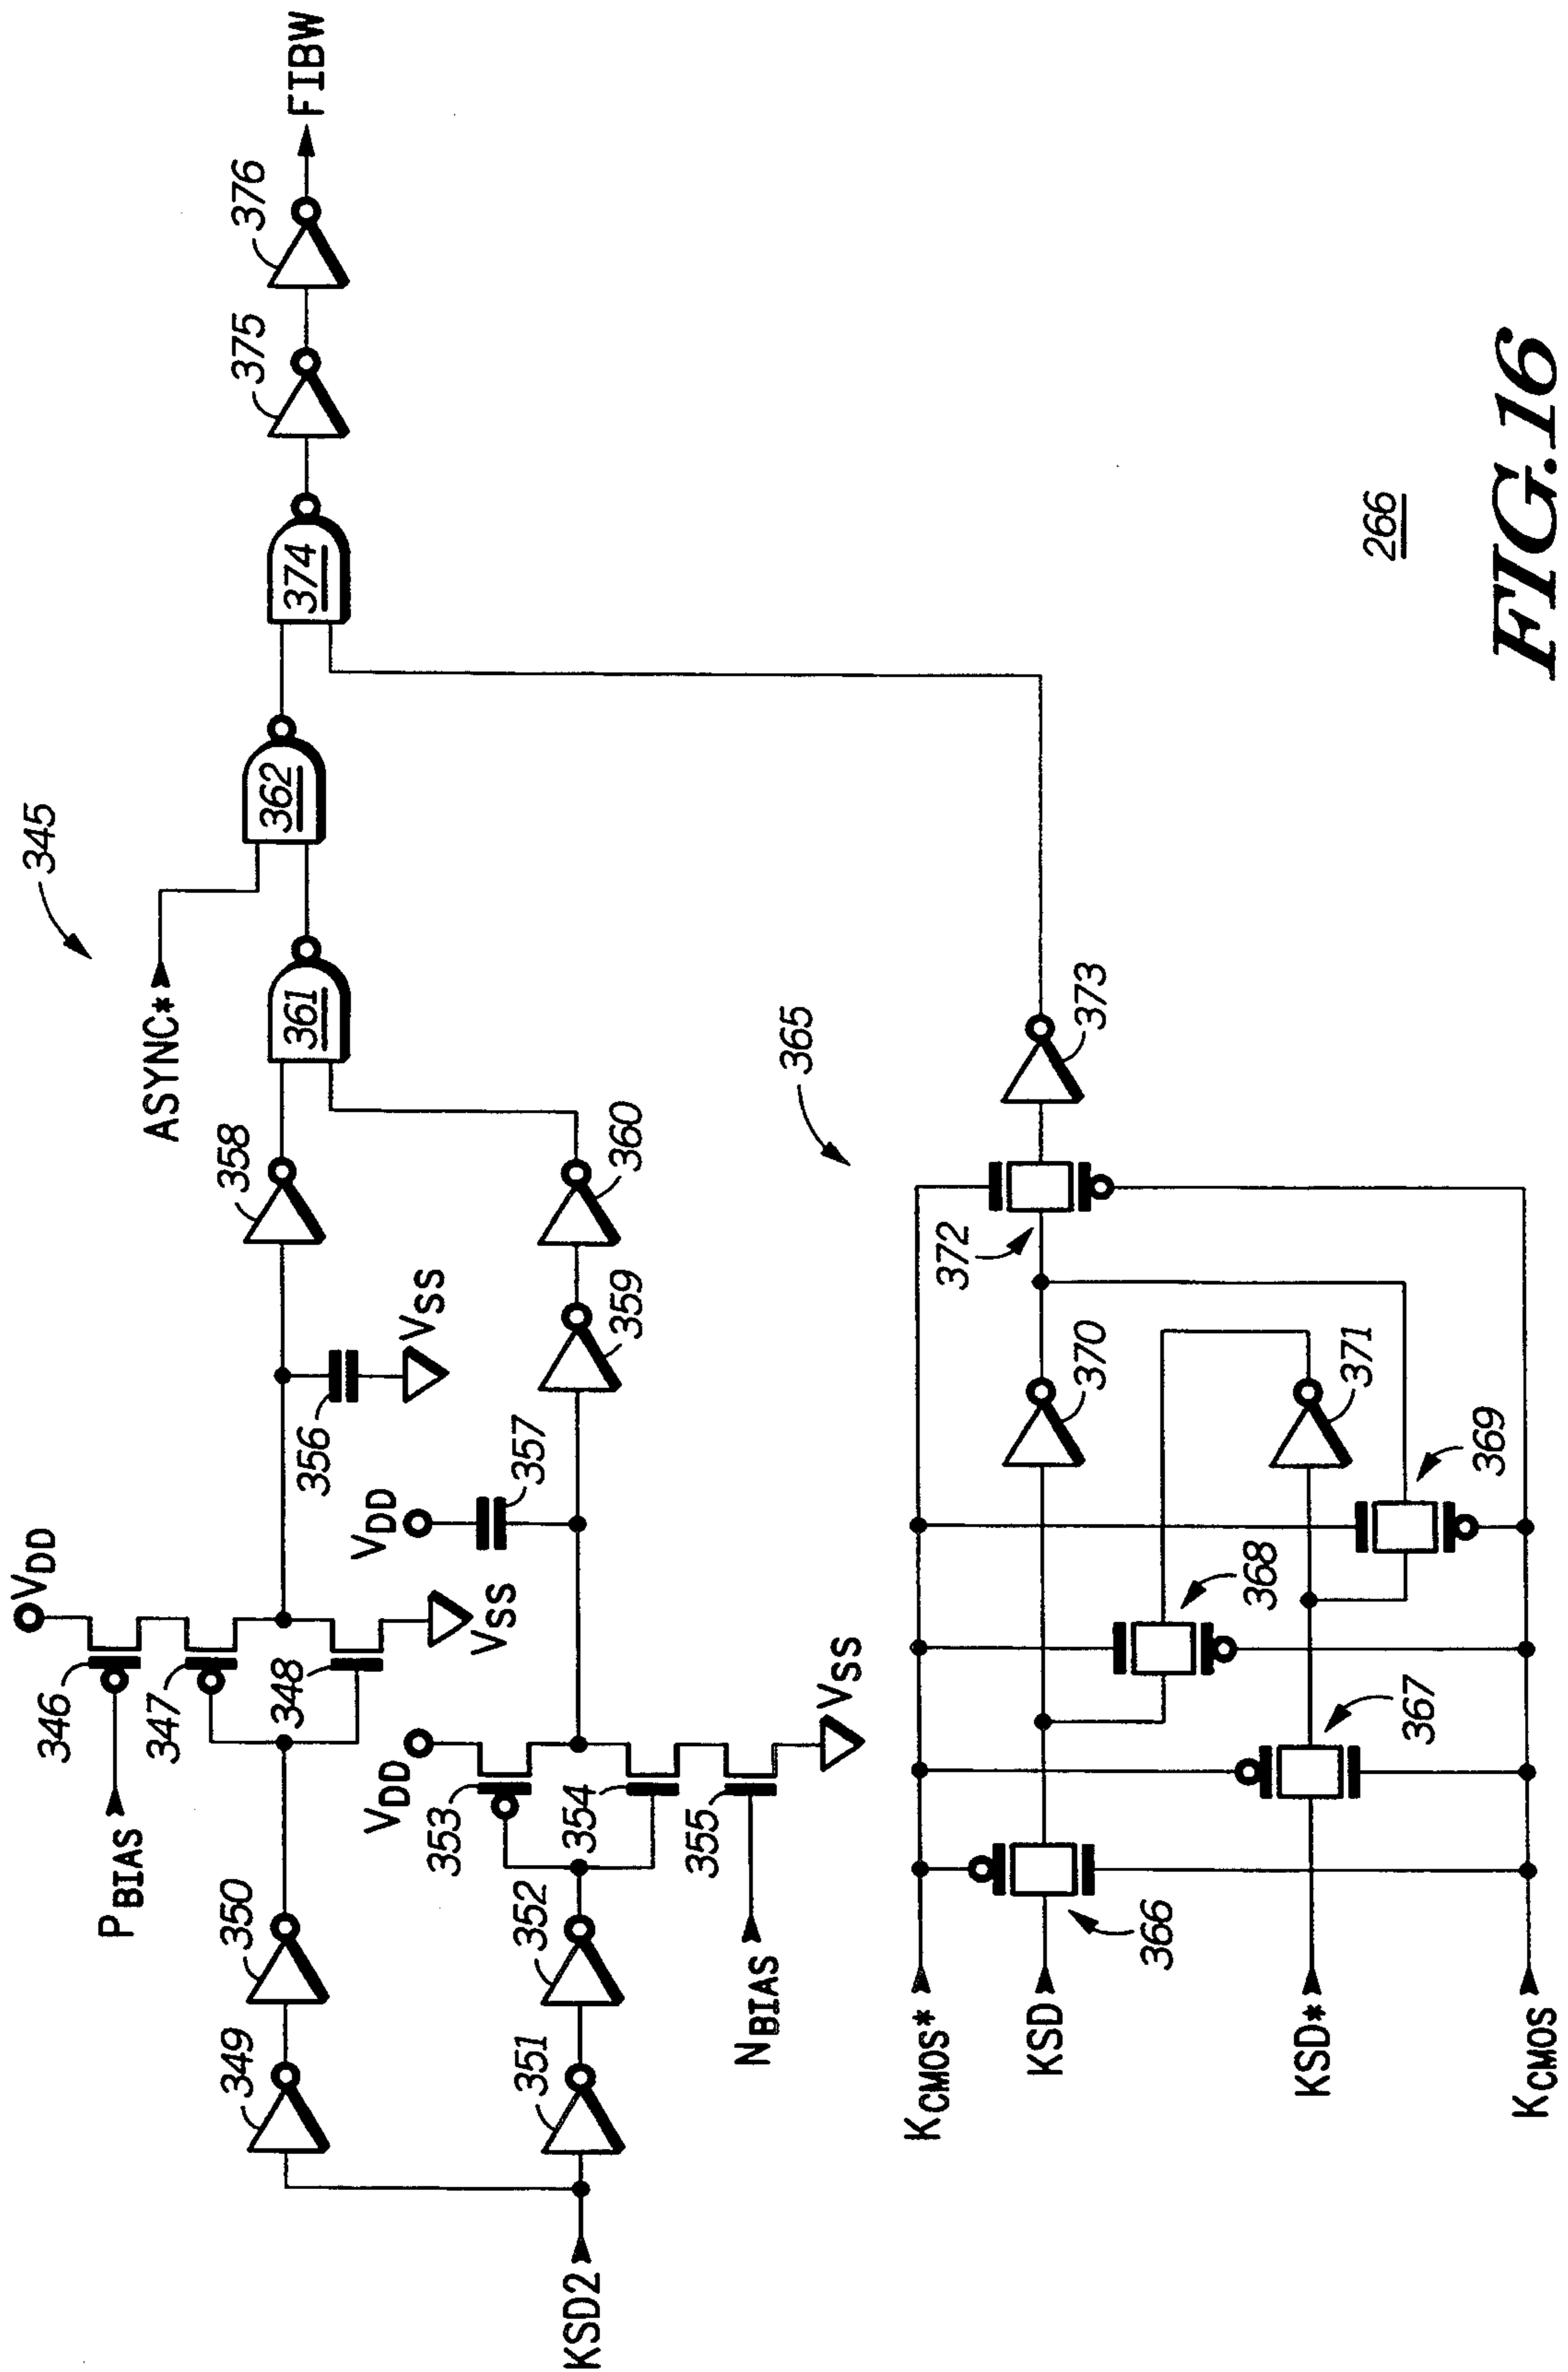 345
VDD
346
PBIAS
347
348
VSS
349
350
356
VSS
358
ASYNC*
361
362
374
375
376
FIBW
KSD2
351
352
VDD
353
354
355
NBIAS
VSS
VDD
357
359
360
365
KCMOS*
KSD
KSD*
KCMOS
366
367
368
369
370
371
372
373
266
FIG.16